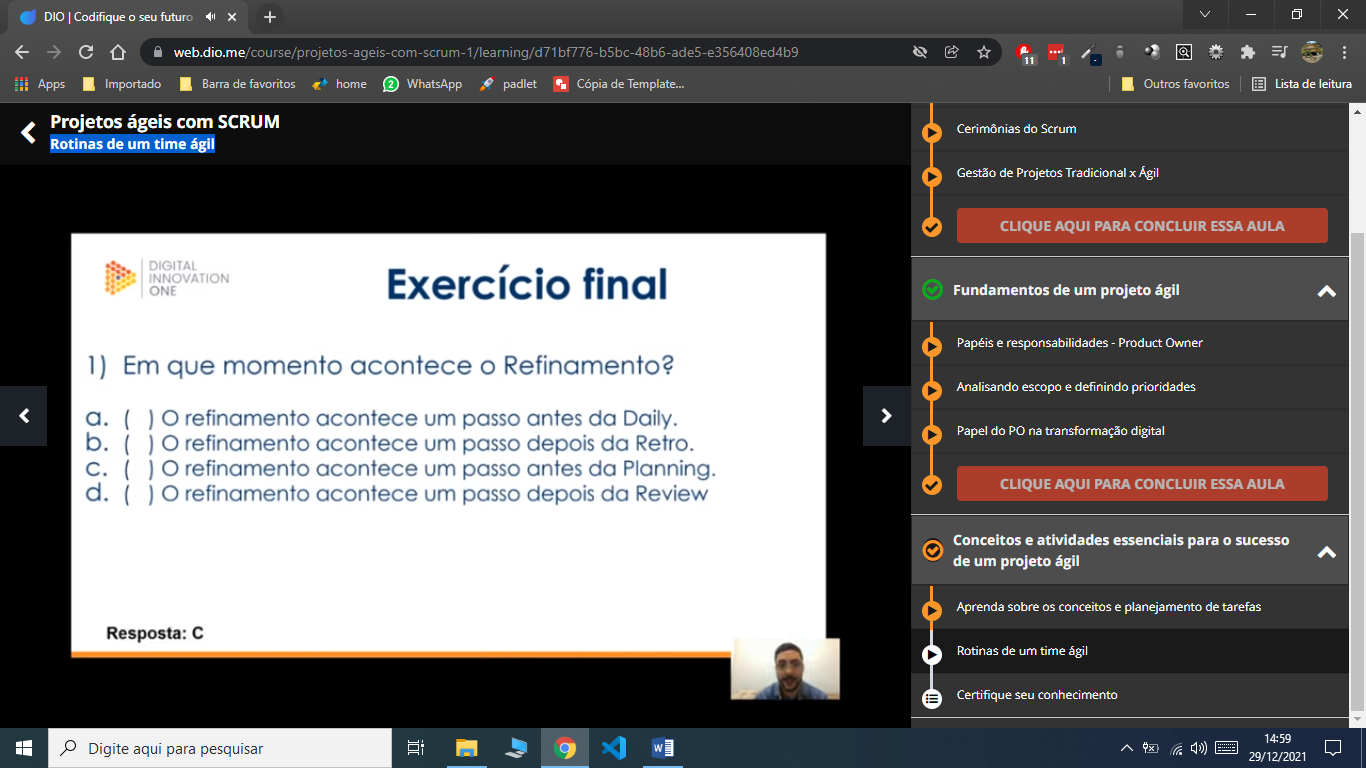 DIO | Codifique o seu futuro
web.dio.me/course/projetos-ageis-com-scrum-1/learning/d71bf776-b5bc-48b6-ade5-e356408ed4b9
11
1
Apps
Importado
Barra de favoritos
home
2
WhatsApp
padlet
Cópia de Template...
Outros favoritos
Lista de leitura
Projetos ágeis com SCRUM
Rotinas de um time ágil
DIGITAL
INNOVATION
ONE
Exercício final
1) Em que momento acontece o Refinamento?
a. ( ) O refinamento acontece um passo antes da Daily.
b. ( ) O refinamento acontece um passo depois da Retro.
c. ( ) O refinamento acontece um passo antes da Planning.
d. ( ) O refinamento acontece um passo depois da Review
Resposta: C
Cerimônias do Scrum
Gestão de Projetos Tradicional x Ágil
CLIQUE AQUI PARA CONCLUIR ESSA AULA
Fundamentos de um projeto ágil
Papéis e responsabilidades - Product Owner
Analisando escopo e definindo prioridades
Papel do PO na transformação digital
CLIQUE AQUI PARA CONCLUIR ESSA AULA
Conceitos e atividades essenciais para o sucesso
de um projeto ágil
Aprenda sobre os conceitos e planejamento de tarefas
Rotinas de um time ágil
Certifique seu conhecimento
Digite aqui para pesquisar
14:59
29/12/2021